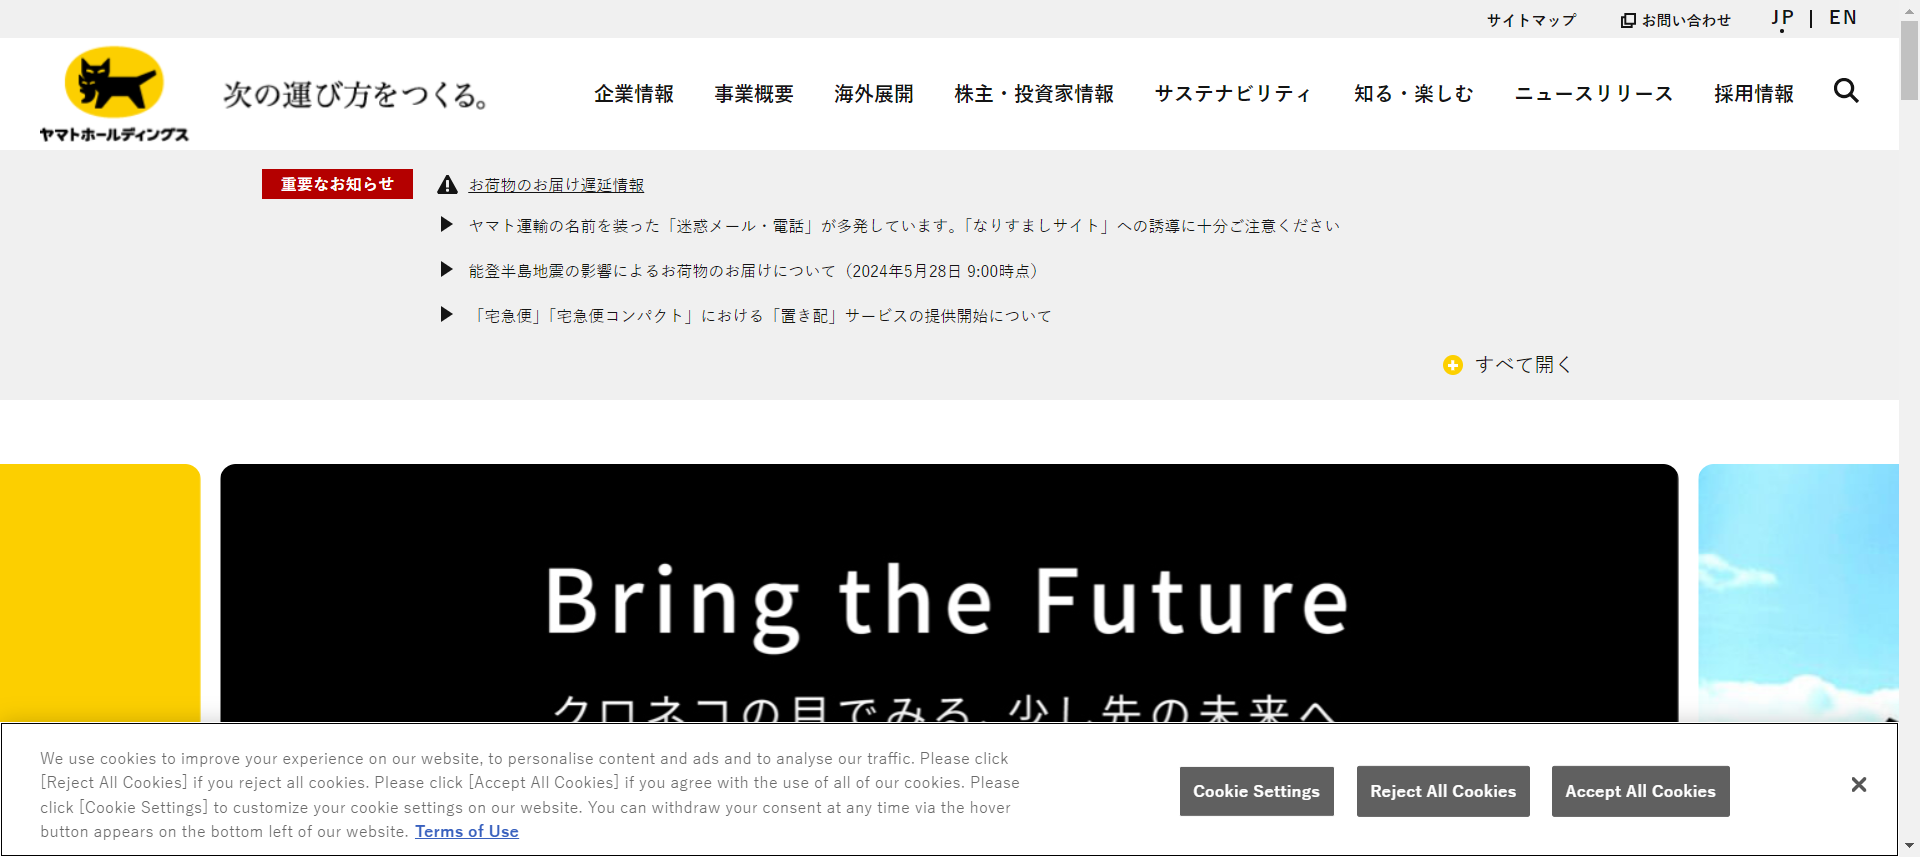 サイトマップ お問い合わせ JP | EN
ヤマトホールディングス
次の運び方をつくる。
企業情報 事業概要 海外展開 株主・投資家情報 サステナビリティ 知る・楽しむ ニュースリリース 採用情報
重要なお知らせ お荷物のお届け遅延情報
ヤマト運輸の名前を装った「迷惑メール・電話」が多発しています。「なりすましサイト」への誘導に十分ご注意ください
能登半島地震の影響によるお荷物のお届けについて（2024年5月28日 9:00時点）
「宅急便」「宅急便コンパクト」における「置き配」サービスの提供開始について
すべて開く
Bring the Future
クロネコの目でみる、少し先の未来へ
We use cookies to improve your experience on our website, to personalise content and ads and to analyse our traffic. Please click
[Reject All Cookies] if you reject all cookies. Please click [Accept All Cookies] if you agree with the use of all of our cookies. Please
click [Cookie Settings] to customize your cookie settings on our website. You can withdraw your consent at any time via the hover
button appears on the bottom left of our website. Terms of Use
Cookie Settings Reject All Cookies Accept All Cookies